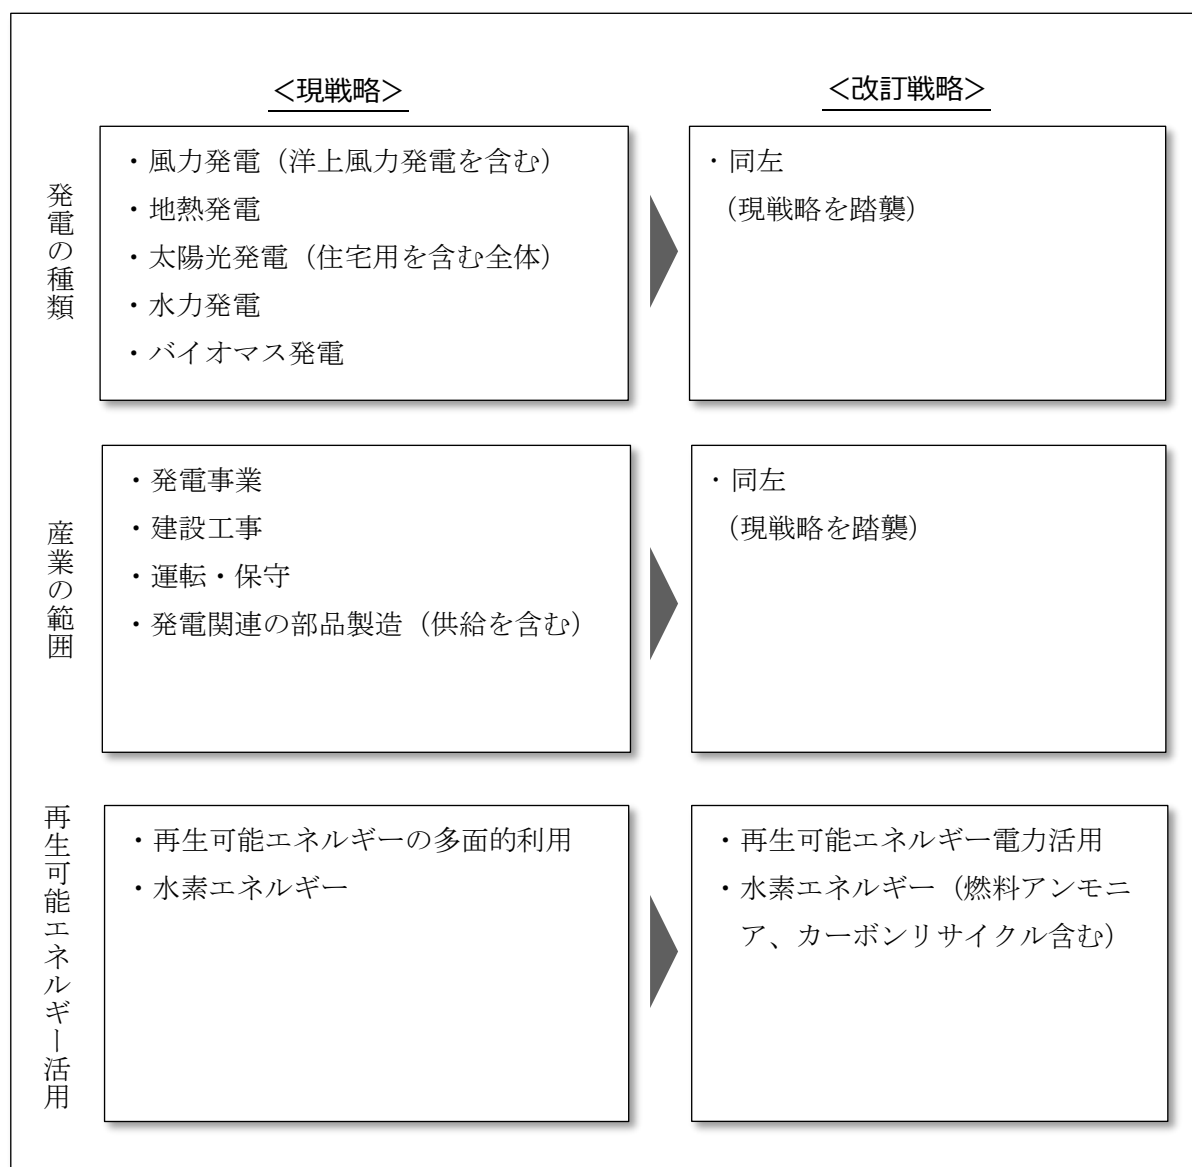 <現戦略>
<改訂戦略>
発電の種類
・風力発電（洋上風力発電を含む）
・地熱発電
・太陽光発電（住宅用を含む全体）
・水力発電
・バイオマス発電
・同左
（現戦略を踏襲）
産業の範囲
・発電事業
・建設工事
・運転・保守
・発電関連の部品製造（供給を含む）
・同左
（現戦略を踏襲）
再生可能エネルギー活用
・再生可能エネルギーの多面的利用
・水素エネルギー
・再生可能エネルギー電力活用
・水素エネルギー（燃料アンモニ
ア、カーボンリサイクル含む）